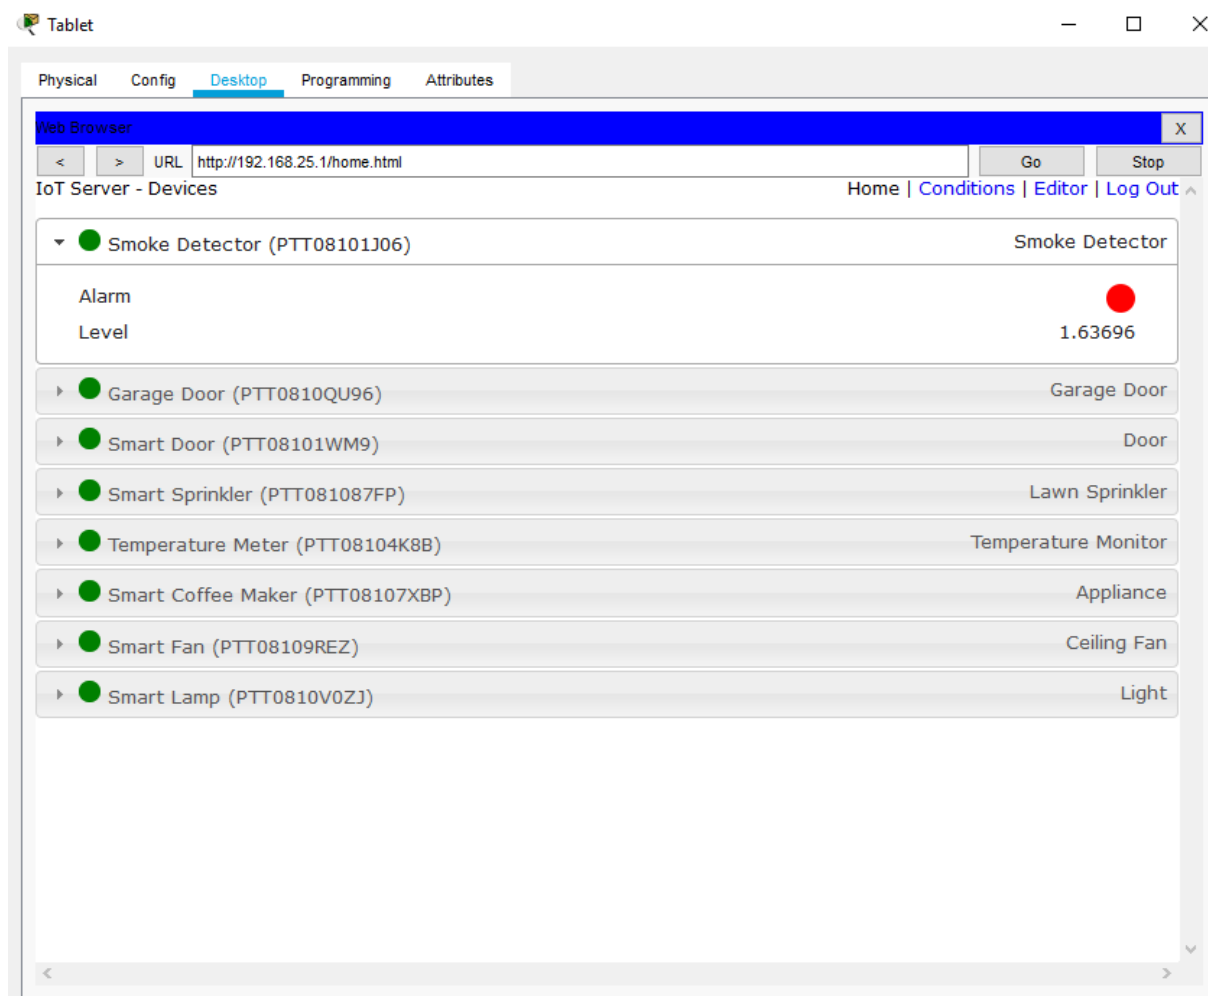 Tablet
Physical Config Desktop Programming Attributes
Web Browser X
< > URL http://192.168.25.1/home.html Go Stop
IoT Server - Devices Home | Conditions | Editor | Log Out
Smoke Detector (PTT08101J06) Smoke Detector
Alarm
Level 1.63696
Garage Door (PTT0810QU96) Garage Door
Smart Door (PTT08101WM9) Door
Smart Sprinkler (PTT081087FP) Lawn Sprinkler
Temperature Meter (PTT08104K8B) Temperature Monitor
Smart Coffee Maker (PTT08107XBP) Appliance
Smart Fan (PTT08109REZ) Ceiling Fan
Smart Lamp (PTT0810V0ZJ) Light